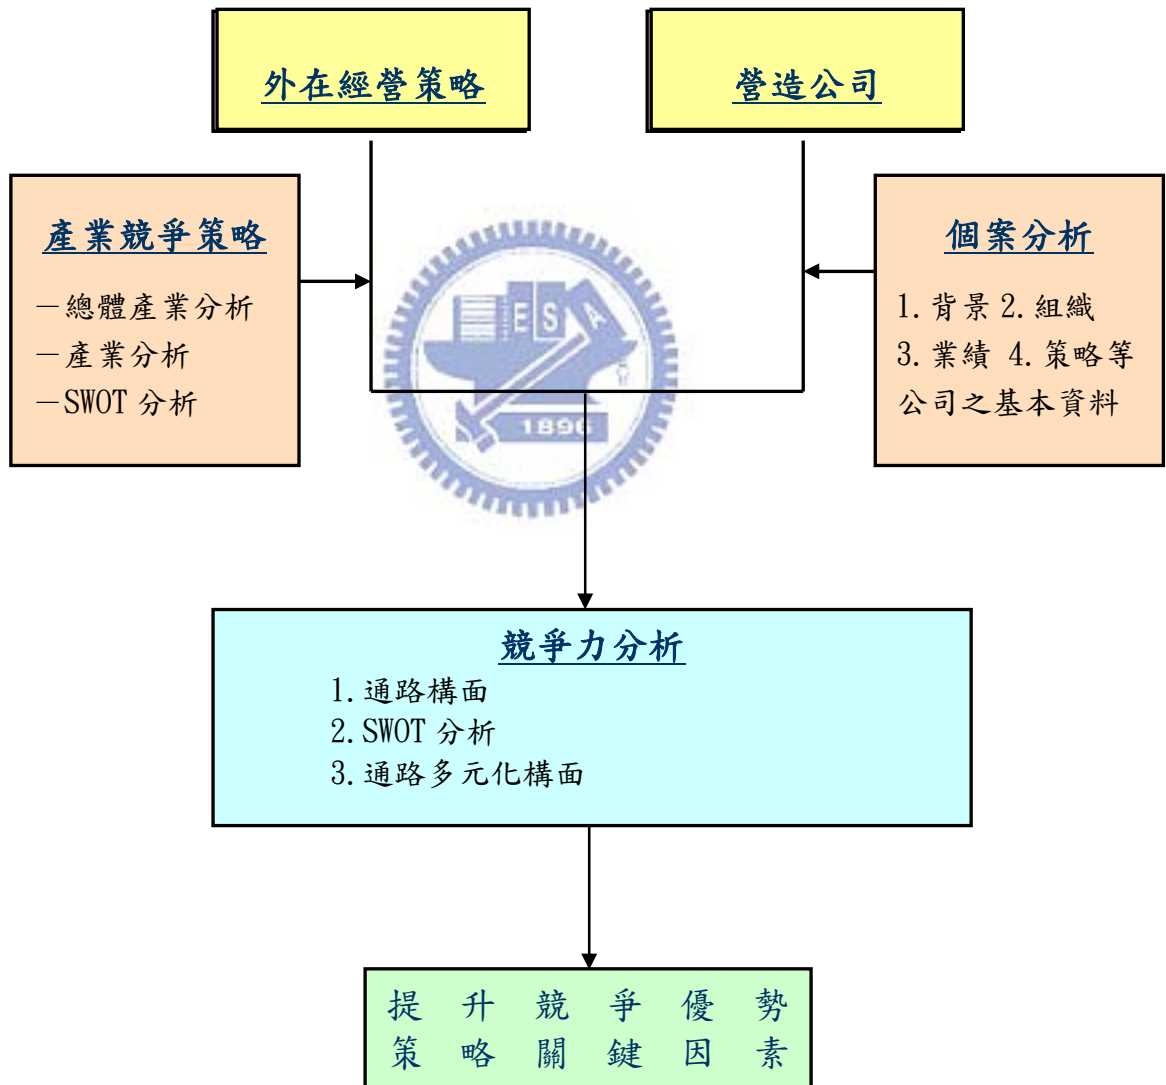 外在經營策略
營造公司
產業競爭策略
－總體產業分析
－產業分析
－SWOT 分析
個案分析
1. 背景 2. 組織
3. 業績 4. 策略等
公司之基本資料
E S A
1896
競爭力分析
1. 通路構面
2. SWOT 分析
3. 通路多元化構面
提 升 競 爭 優 勢
策 略 關 鍵 因 素